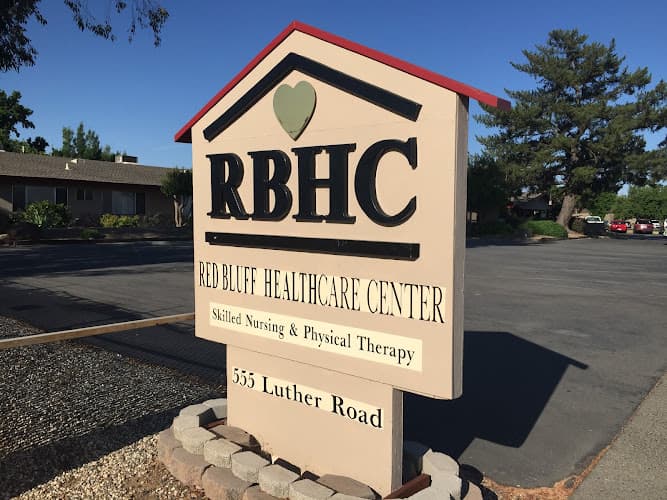 RBHC
RED BLUFF HEALTHCARE CENTER
Skilled Nursing & Physical Therapy
555 Luther Road